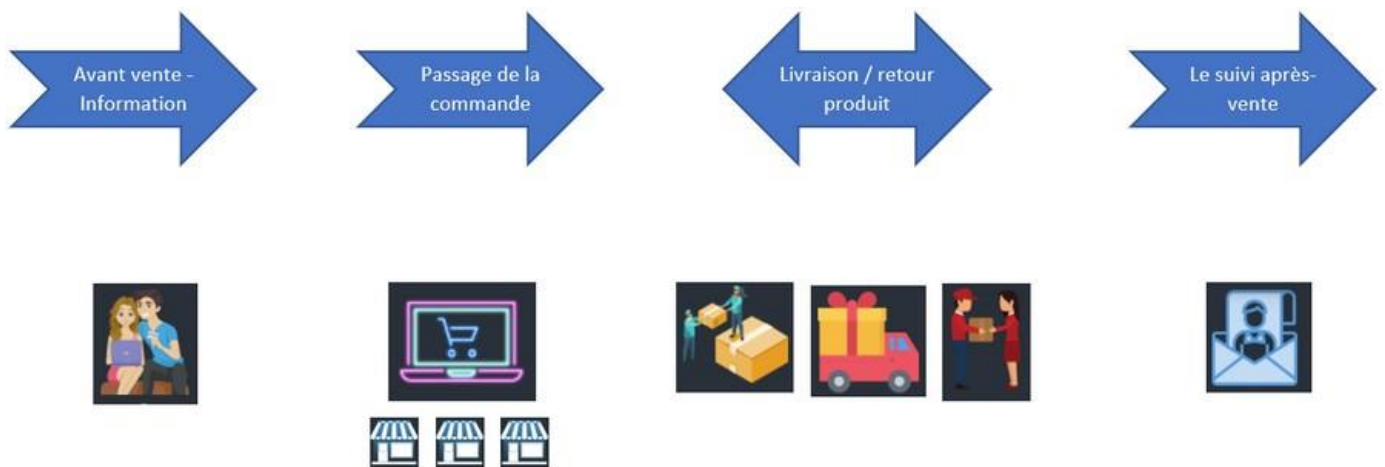 Avant vente -
Information
Passage de la
commande
Livraison / retour
produit
Le suivi après-
vente